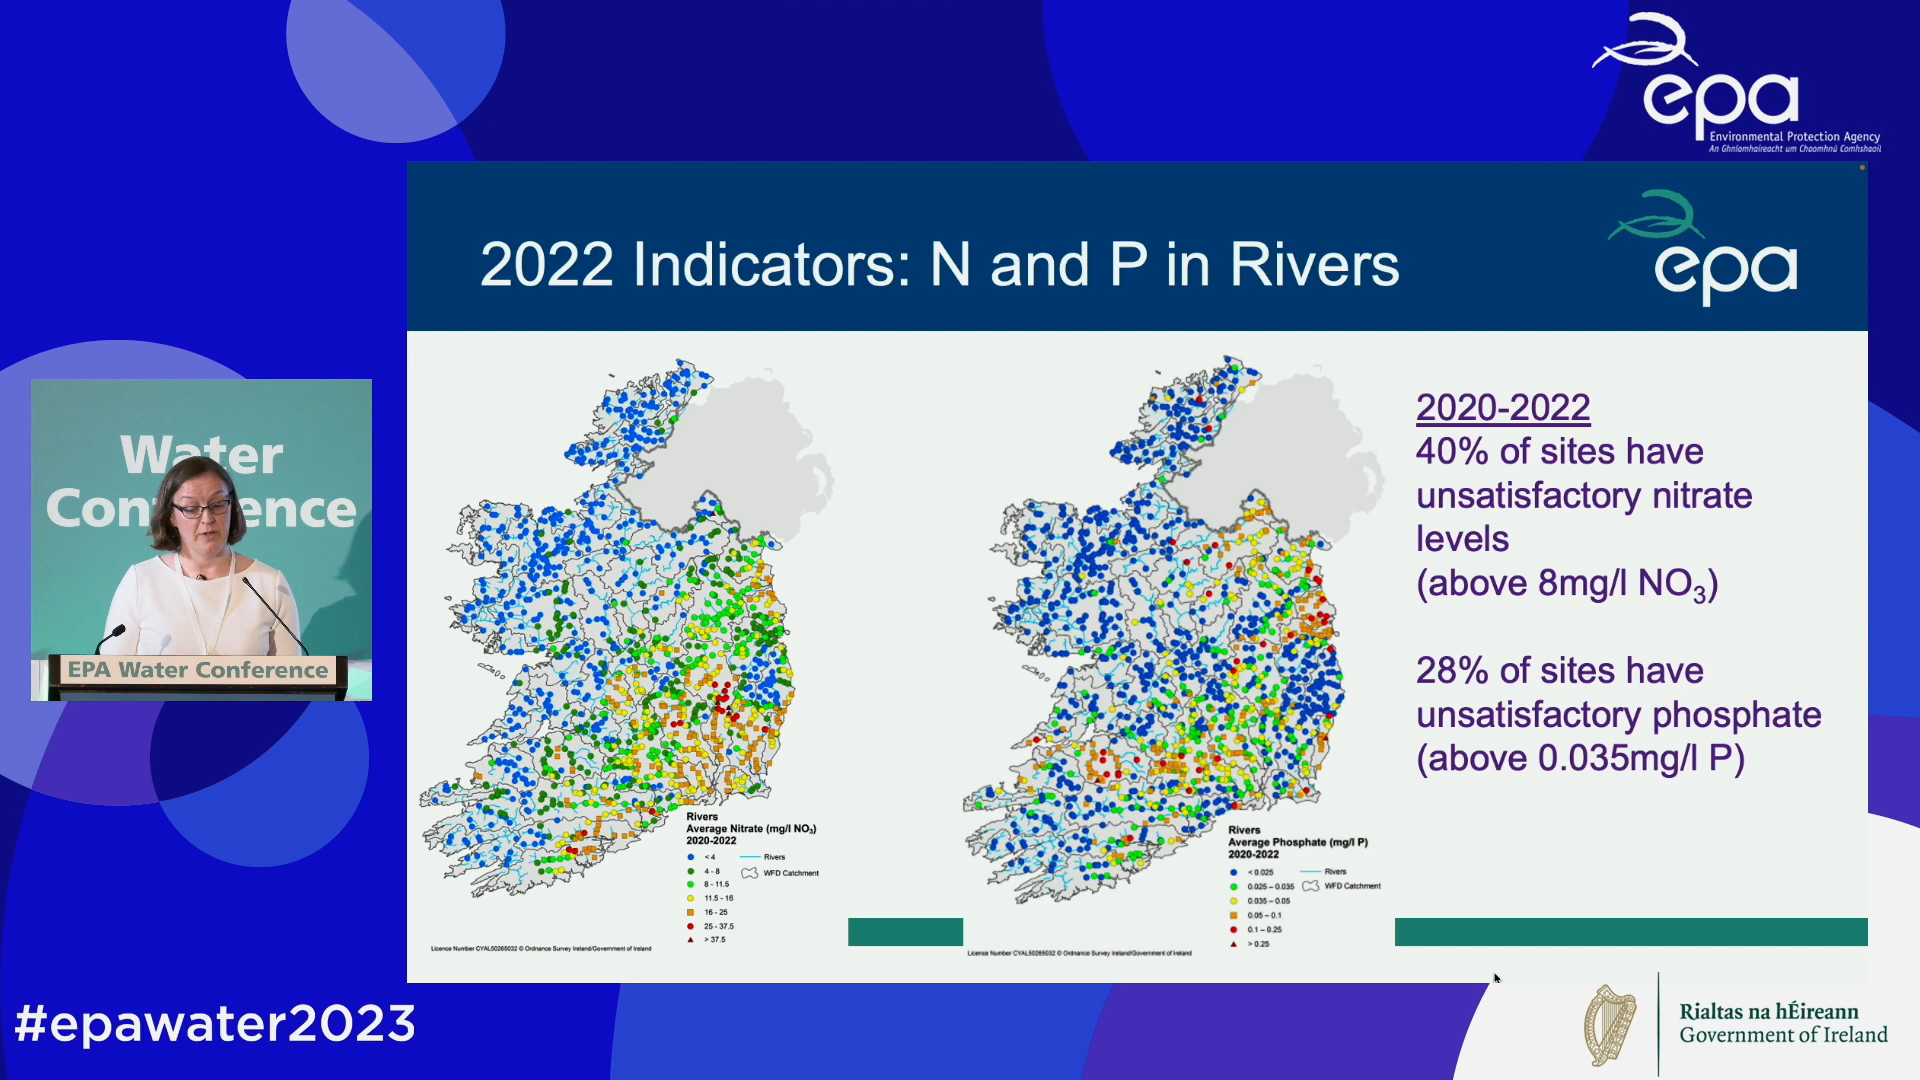 epa
Environmental Protection Agency
An Ghníomhaireacht um Chaomhnú Comhshaoil
2022 Indicators: N and P in Rivers
epa
Water
Conference
EPA Water Conference
2020-2022
40% of sites have
unsatisfactory nitrate
levels
(above 8mg/l NO₃)
28% of sites have
unsatisfactory phosphate
(above 0.035mg/l P)
Rivers
Average Nitrate (mg/l NO₃)
2020-2022
< 4 Rivers
4 - 8 WFD Catchment
8 - 11.5
11.5 - 16
16 - 25
25 - 37.5
> 37.5
Licence Number CYAL50265032 © Ordnance Survey Ireland/Government of Ireland
Rivers
Average Phosphate (mg/l P)
2020-2022
< 0.025 Rivers
0.025 – 0.035 WFD Catchment
0.035 – 0.05
0.05 – 0.1
0.1 – 0.25
> 0.25
Licence Number CYAL50265032 © Ordnance Survey Ireland/Government of Ireland
#epawater2023
Rialtas na hÉireann
Government of Ireland